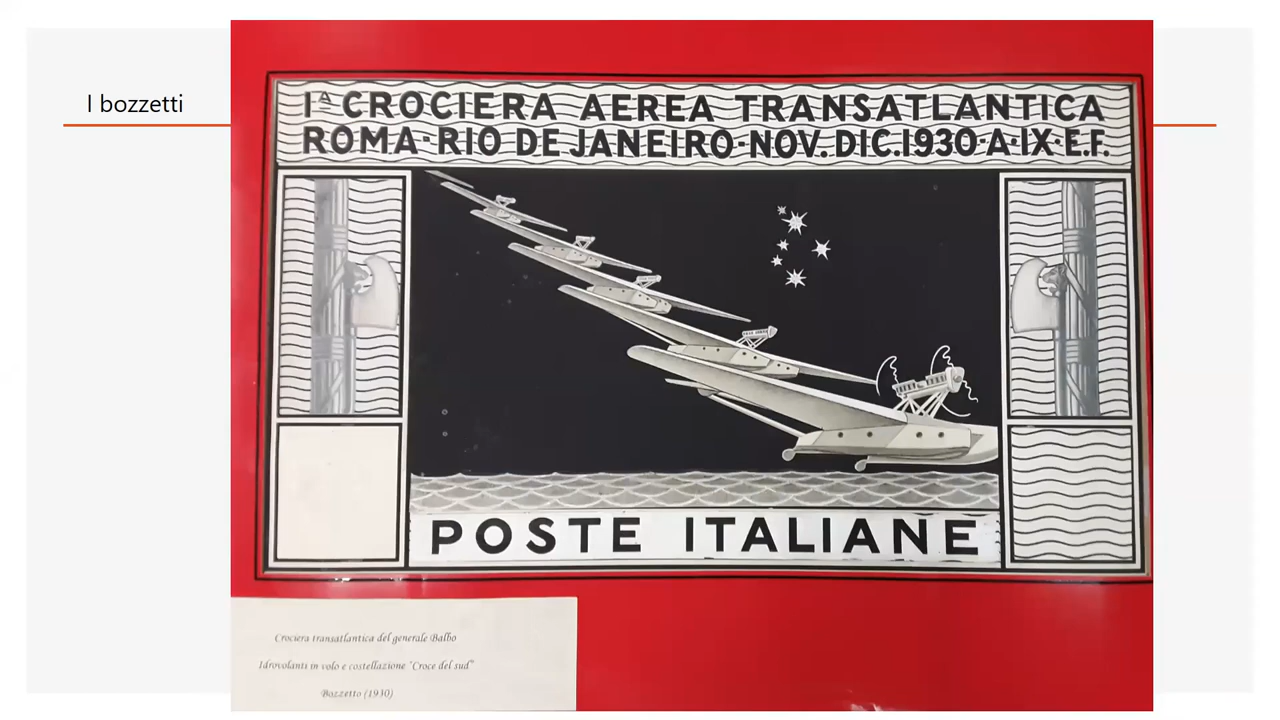 I bozzetti
Iᴬ CROCIERA AEREA TRANSATLANTICA
ROMA-RIO DE JANEIRO-NOV.DIC.1930·A·IX·E.F.
POSTE ITALIANE
Crociera transatlantica del generale Balbo
Idrovolanti in volo e costellazione "Croce del sud"
Bozzetto (1930)